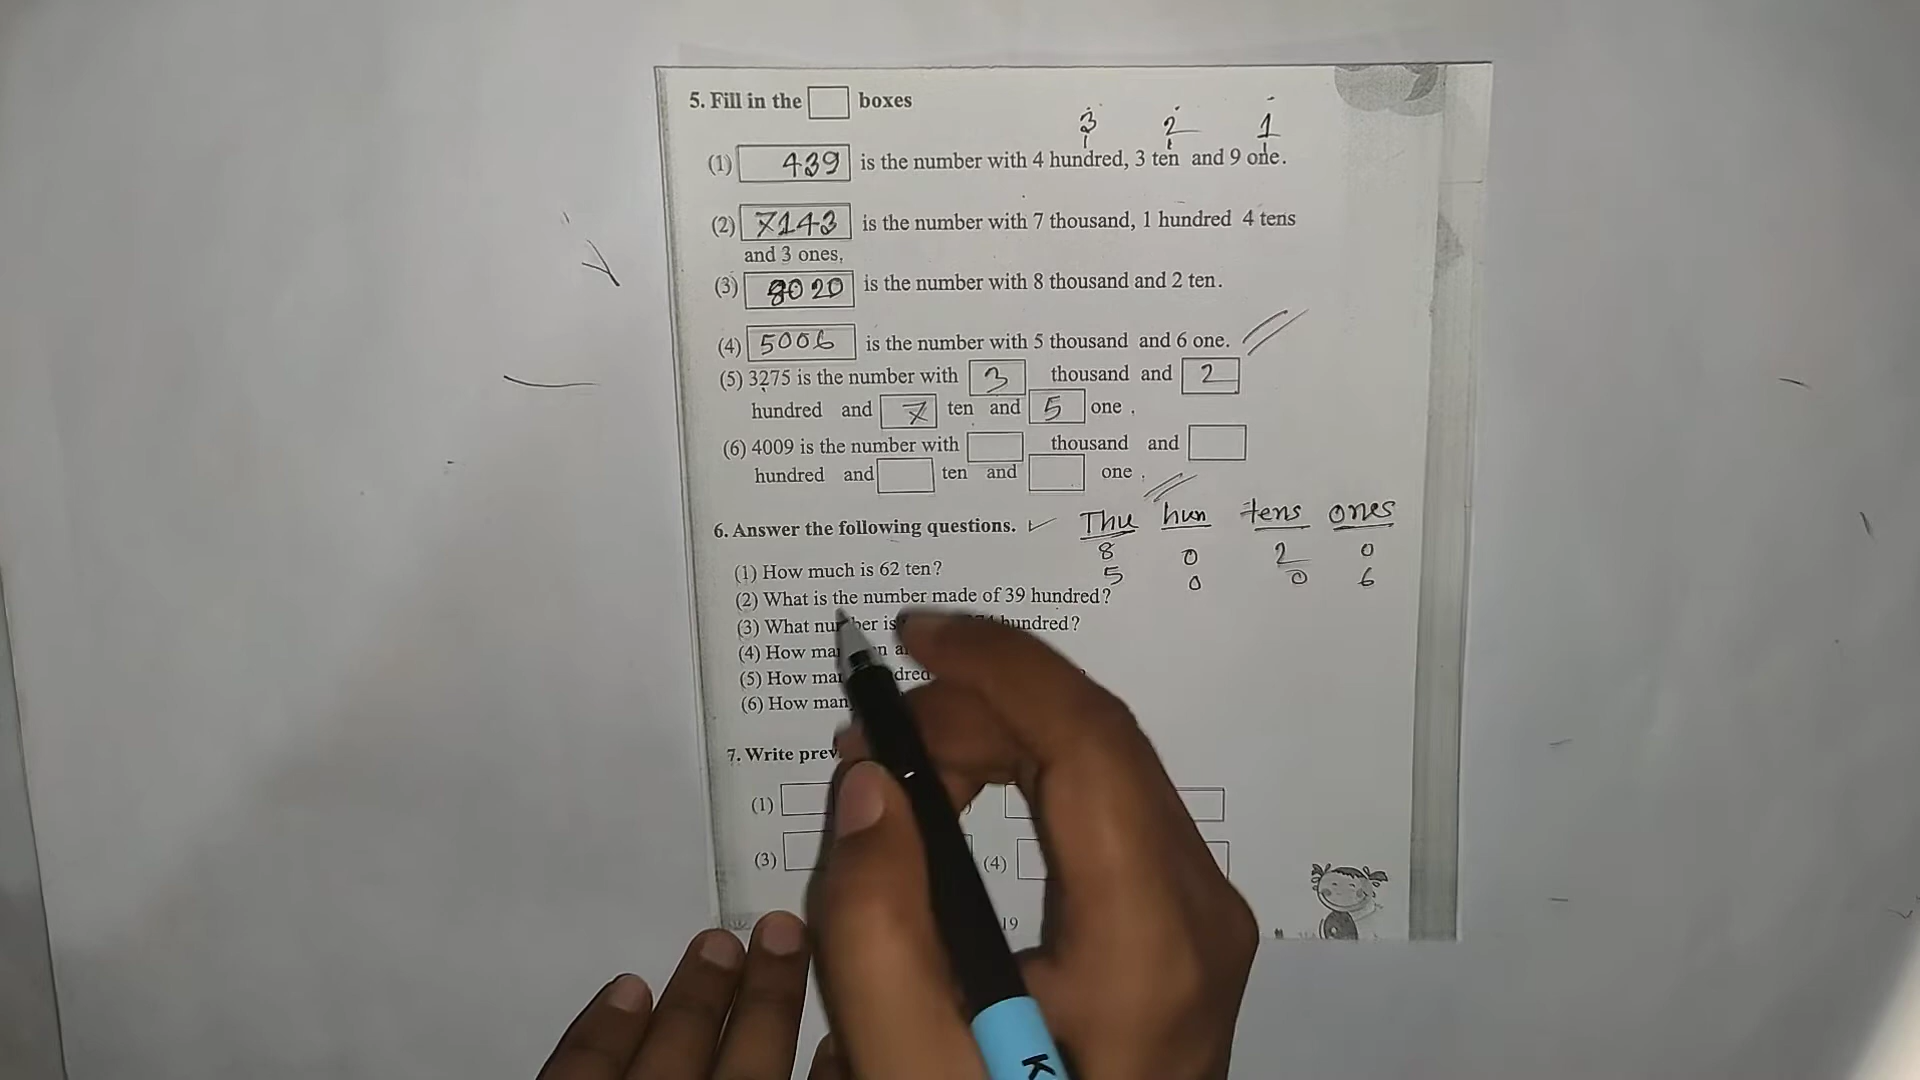 5. Fill in the boxes
3 2 1
(1) 439 is the number with 4 hundred, 3 ten and 9 one.
(2) 7143 is the number with 7 thousand, 1 hundred 4 tens
and 3 ones,
(3) 8020 is the number with 8 thousand and 2 ten.
(4) 5006 is the number with 5 thousand and 6 one.
(5) 3275 is the number with 3 thousand and 2
hundred and 7 ten and 5 one .
(6) 4009 is the number with thousand and
hundred and ten and one .
6. Answer the following questions.
Thu hun tens ones
8 0 2 0
5 0 0 6
(1) How much is 62 ten?
(2) What is the number made of 39 hundred?
(3) What number is hundred?
(4) How
(5) How
(6) How many
7. Write
(1)
(3) (4)
19
K